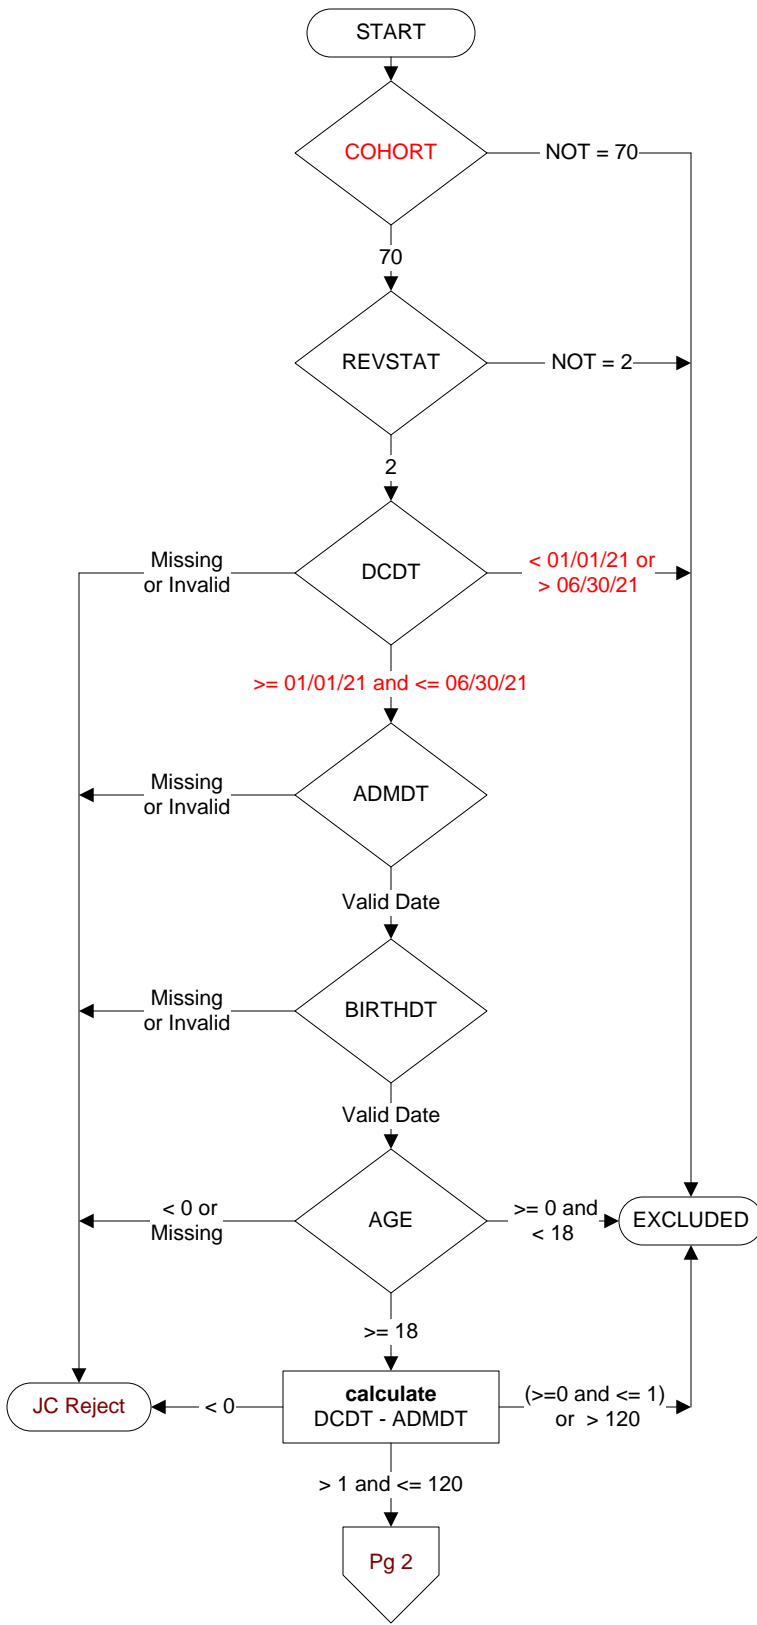 START
COHORT
NOT = 70
70
REVSTAT
NOT = 2
2
Missing
or Invalid
DCDT
< 01/01/21 or
> 06/30/21
>= 01/01/21 and <= 06/30/21
Missing
or Invalid
ADMDT
Valid Date
Missing
or Invalid
BIRTHDT
Valid Date
< 0 or
Missing
AGE
>= 0 and
< 18
EXCLUDED
>= 18
JC Reject
< 0
calculate
DCDT - ADMDT
(>=0 and <= 1)
or > 120
> 1 and <= 120
Pg 2